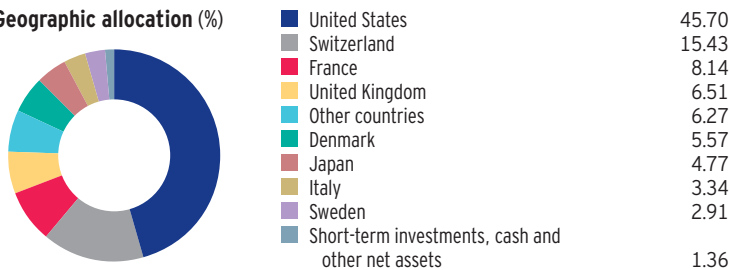 Geographic allocation (%)
United States 45.70
Switzerland 15.43
France 8.14
United Kingdom 6.51
Other countries 6.27
Denmark 5.57
Japan 4.77
Italy 3.34
Sweden 2.91
Short-term investments, cash and
other net assets 1.36